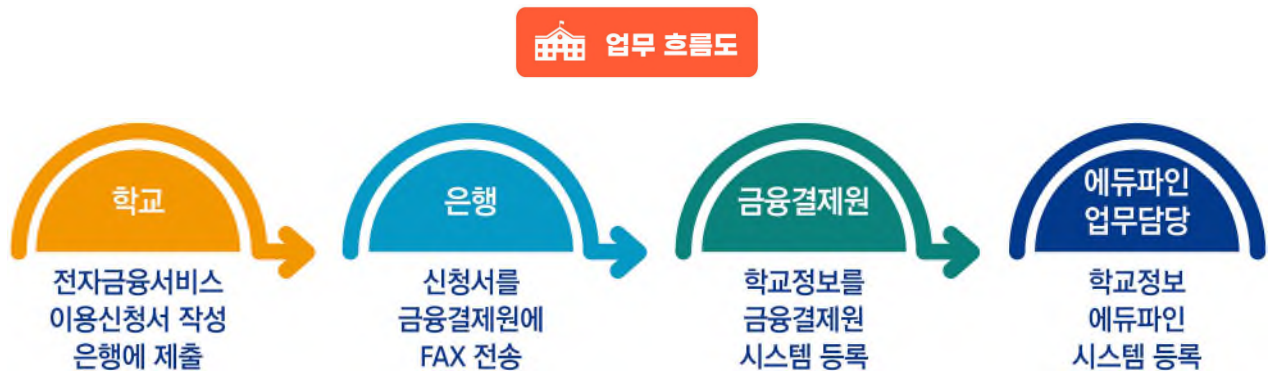 업무 흐름도
학교
전자금융서비스
이용신청서 작성
은행에 제출
은행
신청서를
금융결제원에
FAX 전송
금융결제원
학교정보를
금융결제원
시스템 등록
에듀파인
업무담당
학교정보
에듀파인
시스템 등록